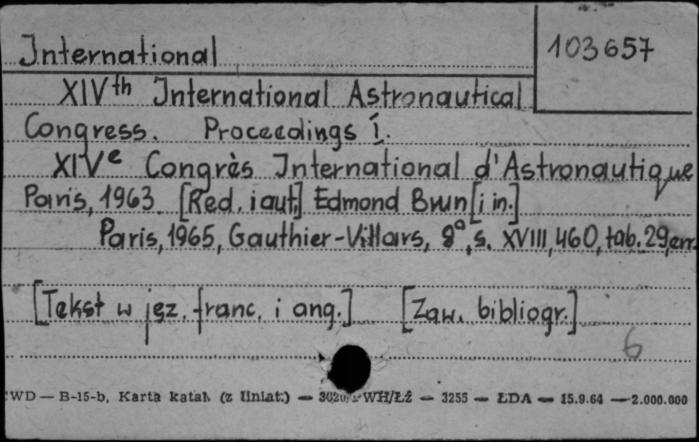 International
103657
XIVth International Astronautical
Congress. Proceedings I.
XIVe Congrès International d'Astronautique
Paris, 1963 [Red. i aut.] Edmond Brun [i in.]
Paris, 1965, Gauthier-Villars, 8°, s. XVIII, 460, tab. 29, err.
[Tekst w jęz. franc. i ang.] [Zaw. bibliogr.]
6
WD — B-15-b, Karta katal. (z liniat.) — WH/ŁŻ — 3255 — ŁDA — 15.9.64 — 2.000.000